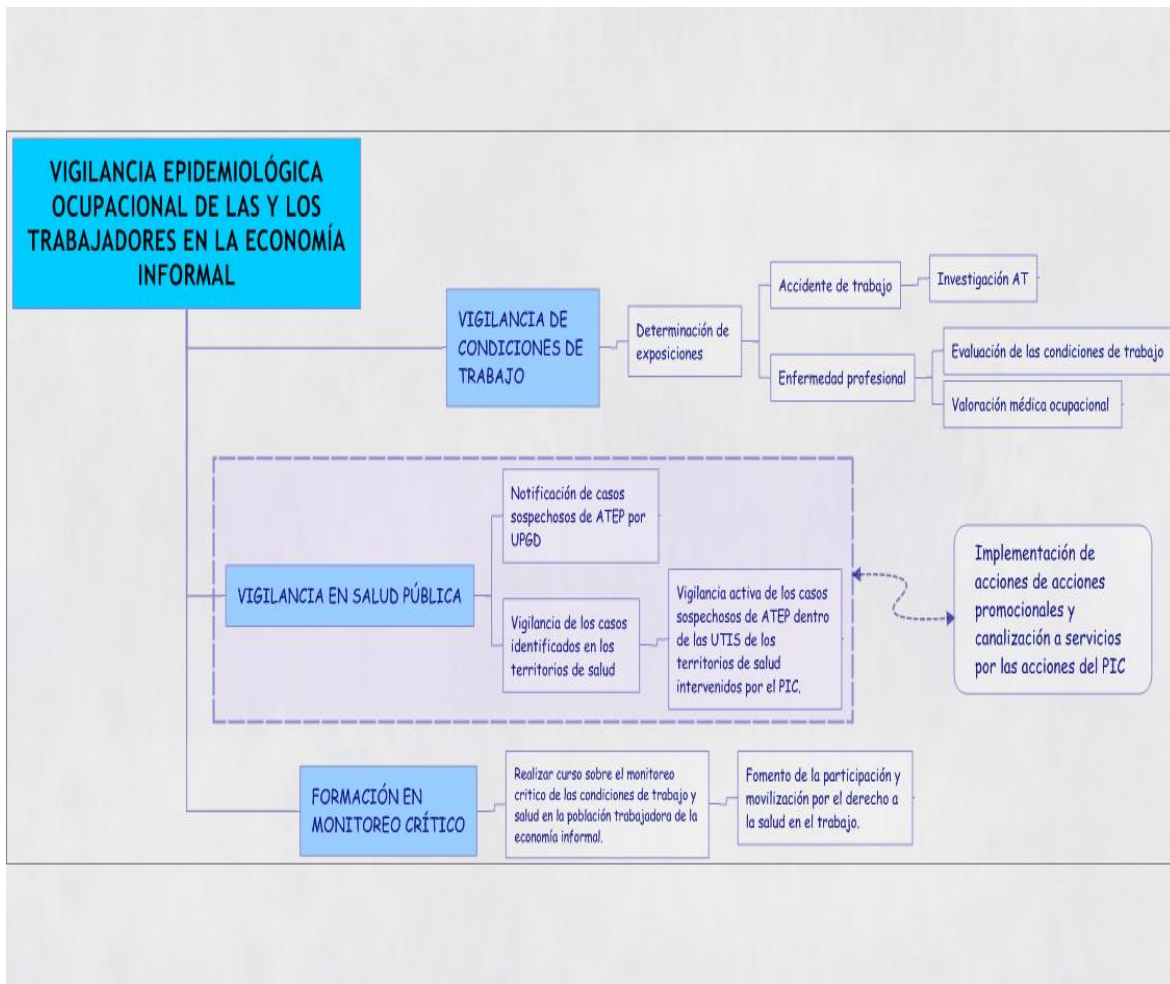 VIGILANCIA EPIDEMIOLÓGICA
OCUPACIONAL DE LAS Y LOS
TRABAJADORES EN LA ECONOMÍA
INFORMAL
VIGILANCIA DE
CONDICIONES DE
TRABAJO
Determinación de
exposiciones
Accidente de trabajo
Investigación AT
Enfermedad profesional
Evaluación de las condiciones de trabajo
Valoración médica ocupacional
VIGILANCIA EN SALUD PÚBLICA
Notificación de casos
sospechosos de ATEP por
UPGD
Vigilancia de los casos
identificados en los
territorios de salud
Vigilancia activa de los casos
sospechosos de ATEP dentro
de las UTIS de los
territorios de salud
intervenidos por el PIC.
Implementación de
acciones de acciones
promocionales y
canalización a servicios
por las acciones del PIC
FORMACIÓN EN
MONITOREO CRÍTICO
Realizar curso sobre el monitoreo
critico de las condiciones de trabajo y
salud en la población trabajadora de la
economía informal.
Fomento de la participación y
movilización por el derecho a
la salud en el trabajo.